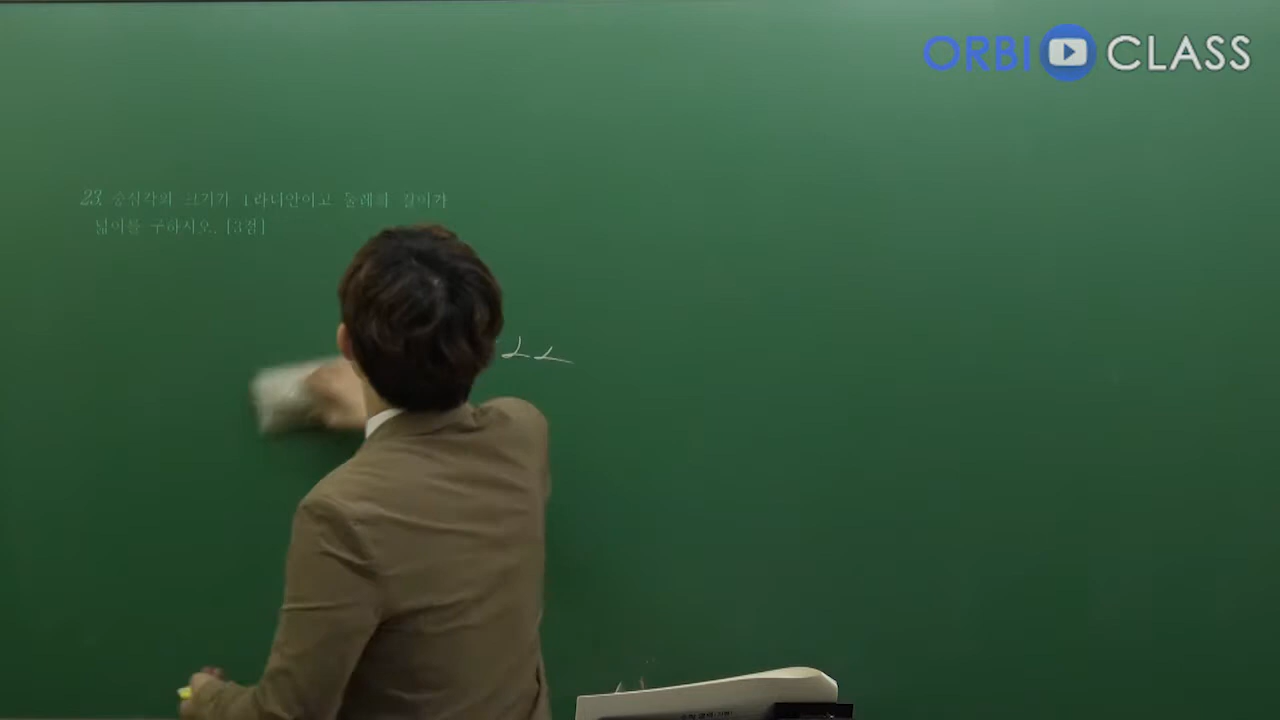 ORBI CLASS
23. 중심각의 크기가 1라디안이고 둘레의 길이가
넓이를 구하시오. [3점]